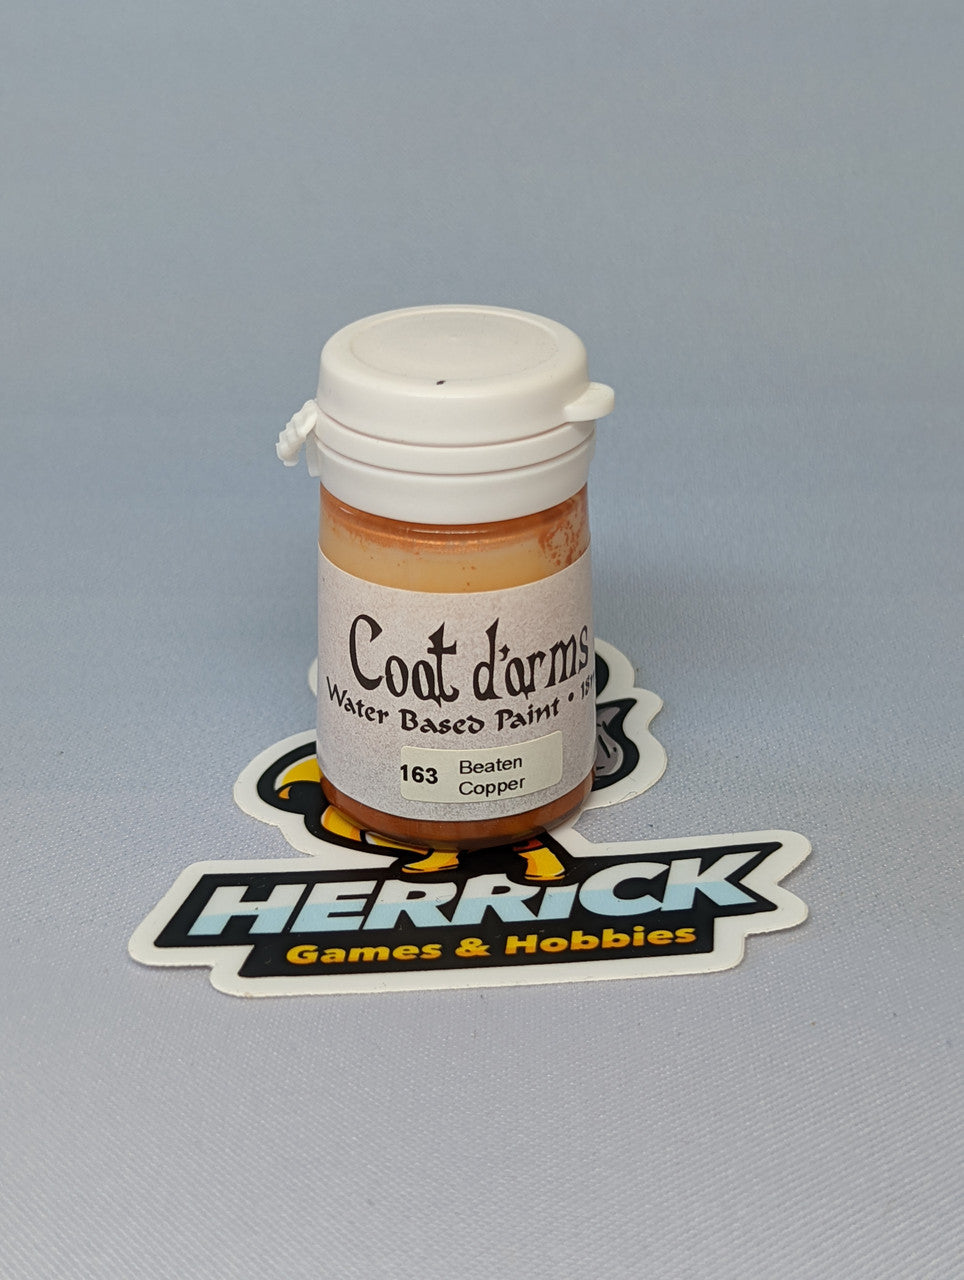 Coat d'arms
Water Based Paint •
163 Beaten
Copper
HERRiCK
Games & Hobbies